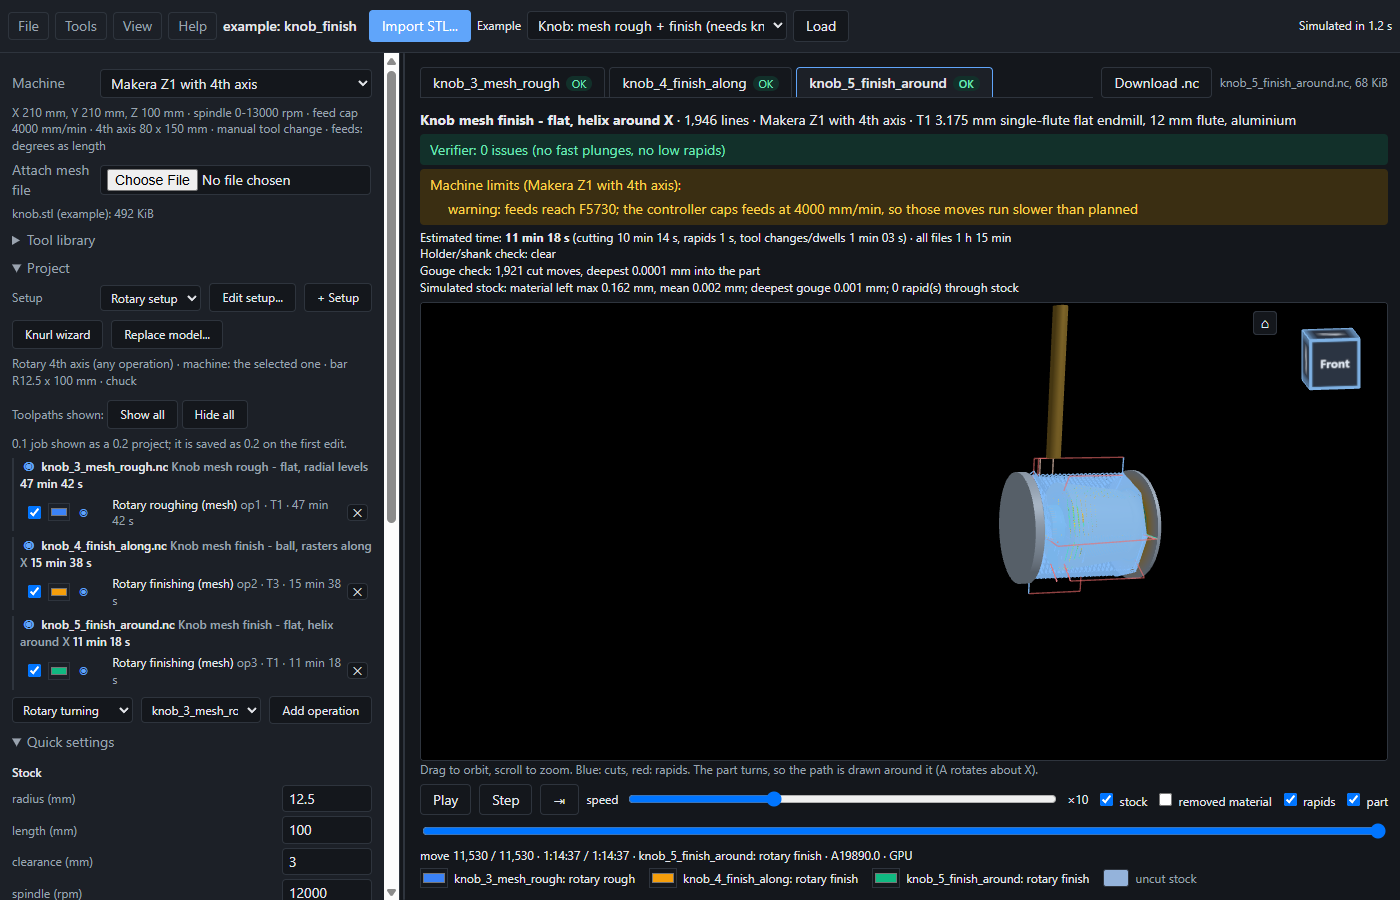 File Tools View Help example: knob_finish Import STL... Example Knob: mesh rough + finish (needs kn Load Simulated in 1.2 s
Machine Makera Z1 with 4th axis
X 210 mm, Y 210 mm, Z 100 mm · spindle 0-13000 rpm · feed cap
4000 mm/min · 4th axis 80 x 150 mm · manual tool change · feeds:
degrees as length
Attach mesh file Choose File No file chosen
knob.stl (example): 492 KiB
Tool library
Project
Setup Rotary setup Edit setup... + Setup
Knurl wizard Replace model...
Rotary 4th axis (any operation) · machine: the selected one · bar
R12.5 x 100 mm · chuck
Toolpaths shown: Show all Hide all
0.1 job shown as a 0.2 project; it is saved as 0.2 on the first edit.
knob_3_mesh_rough.nc Knob mesh rough - flat, radial levels
47 min 42 s
Rotary roughing (mesh) op1 · T1 · 47 min
42 s
knob_4_finish_along.nc Knob mesh finish - ball, rasters along
X 15 min 38 s
Rotary finishing (mesh) op2 · T3 · 15 min 38
s
knob_5_finish_around.nc Knob mesh finish - flat, helix
around X 11 min 18 s
Rotary finishing (mesh) op3 · T1 · 11 min 18
s
Rotary turning knob_3_mesh_rc Add operation
Quick settings
Stock
radius (mm) 12.5
length (mm) 100
clearance (mm) 3
spindle (rpm) 12000
knob_3_mesh_rough OK knob_4_finish_along OK knob_5_finish_around OK Download .nc knob_5_finish_around.nc, 68 KiB
Knob mesh finish - flat, helix around X · 1,946 lines · Makera Z1 with 4th axis · T1 3.175 mm single-flute flat endmill, 12 mm flute, aluminium
Verifier: 0 issues (no fast plunges, no low rapids)
Machine limits (Makera Z1 with 4th axis):
warning: feeds reach F5730; the controller caps feeds at 4000 mm/min, so those moves run slower than planned
Estimated time: 11 min 18 s (cutting 10 min 14 s, rapids 1 s, tool changes/dwells 1 min 03 s) · all files 1 h 15 min
Holder/shank check: clear
Gouge check: 1,921 cut moves, deepest 0.0001 mm into the part
Simulated stock: material left max 0.162 mm, mean 0.002 mm; deepest gouge 0.001 mm; 0 rapid(s) through stock
Front
Drag to orbit, scroll to zoom. Blue: cuts, red: rapids. The part turns, so the path is drawn around it (A rotates about X).
Play Step speed ×10 stock removed material rapids part
move 11,530 / 11,530 · 1:14:37 / 1:14:37 · knob_5_finish_around: rotary finish · A19890.0 · GPU
knob_3_mesh_rough: rotary rough knob_4_finish_along: rotary finish knob_5_finish_around: rotary finish uncut stock